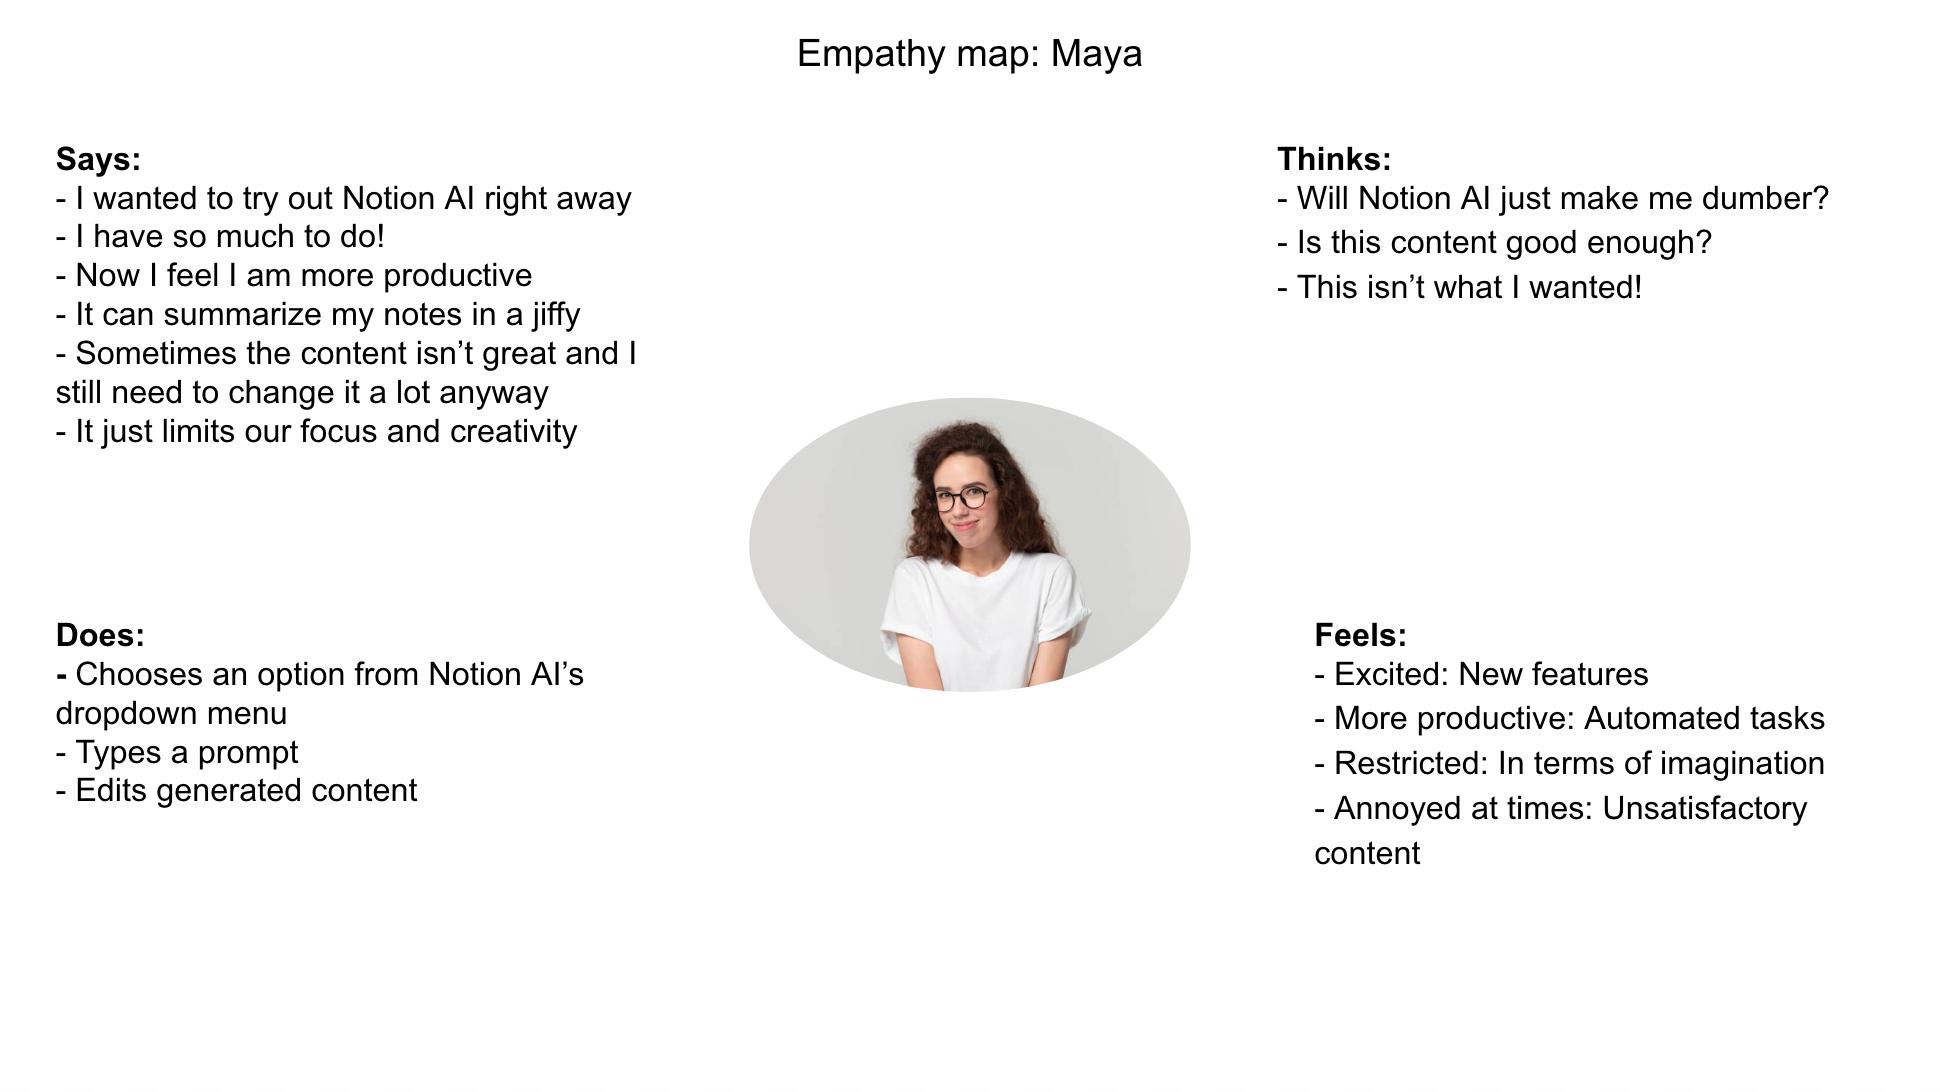 Empathy map: Maya
Says:
- I wanted to try out Notion AI right away
- I have so much to do!
- Now I feel I am more productive
- It can summarize my notes in a jiffy
- Sometimes the content isn’t great and I
still need to change it a lot anyway
- It just limits our focus and creativity
Thinks:
- Will Notion AI just make me dumber?
- Is this content good enough?
- This isn’t what I wanted!
Does:
- Chooses an option from Notion AI’s
dropdown menu
- Types a prompt
- Edits generated content
Feels:
- Excited: New features
- More productive: Automated tasks
- Restricted: In terms of imagination
- Annoyed at times: Unsatisfactory
content